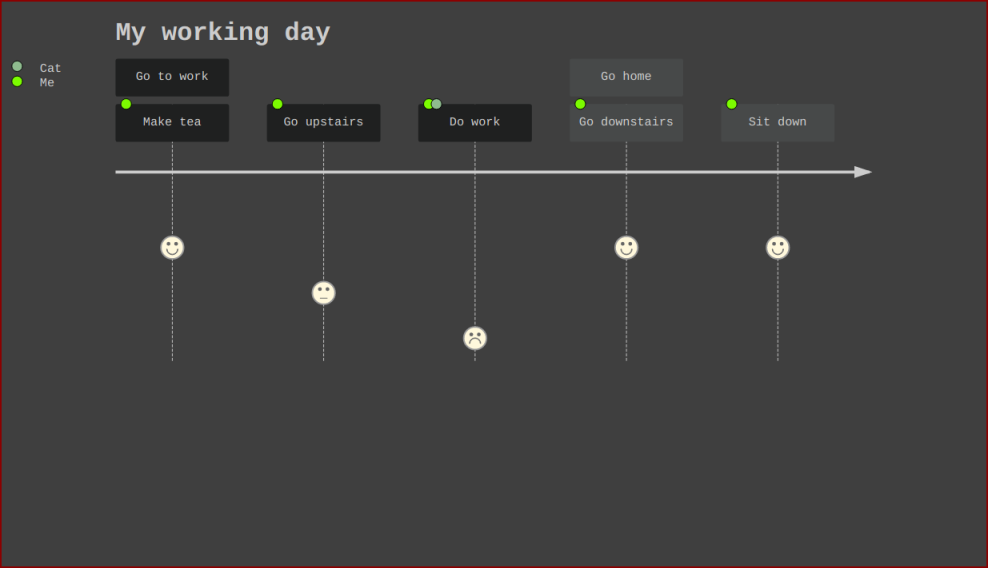 My working day
Cat
Me
Go to work
Go home
Make tea
Go upstairs
Do work
Go downstairs
Sit down